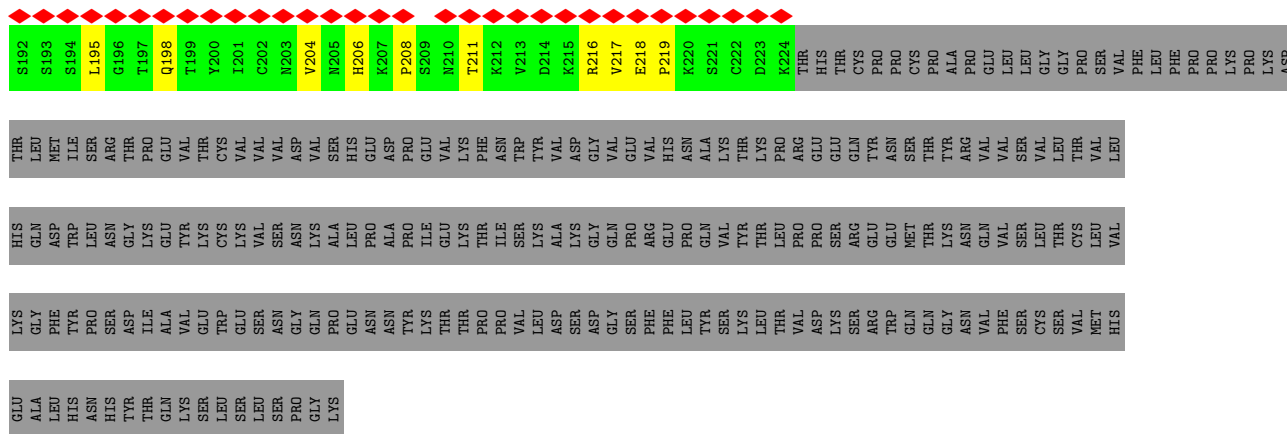 S192 S193 S194 L195 G196 T197 Q198 T199 Y200 I201 C202 N203 V204 N205 H206 K207 P208 S209 N210 T211 K212 V213 D214 K215 R216 V217 E218 P219 K220 S221 C222 D223 K224 THR HIS THR CYS PRO PRO CYS PRO ALA PRO GLU LEU LEU GLY GLY PRO SER VAL PHE LEU PHE PRO PRO LYS PRO LYS ASP
THR LEU MET ILE SER ARG THR PRO GLU VAL THR CYS VAL VAL VAL ASP VAL SER HIS GLU ASP PRO GLU VAL LYS PHE ASN TRP TYR VAL ASP GLY VAL GLU VAL HIS ASN ALA LYS THR LYS PRO ARG GLU GLU GLN TYR ASN SER THR TYR ARG VAL VAL SER VAL LEU THR VAL LEU
HIS GLN ASP TRP LEU ASN GLY LYS GLU TYR LYS CYS LYS VAL SER ASN LYS ALA LEU PRO ALA PRO ILE GLU LYS THR ILE SER LYS ALA LYS GLY GLN PRO ARG GLU PRO GLN VAL TYR THR LEU PRO PRO SER ARG GLU GLU MET THR LYS ASN GLN VAL SER LEU THR CYS LEU VAL
LYS GLY PHE TYR PRO SER ASP ILE ALA VAL GLU TRP GLU SER ASN GLY GLN PRO GLU ASN ASN TYR LYS THR THR PRO PRO VAL LEU ASP SER ASP GLY SER PHE PHE LEU TYR SER LYS LEU THR VAL ASP LYS SER ARG TRP GLN GLN GLY ASN VAL PHE SER CYS SER VAL MET HIS
GLU ALA LEU HIS ASN HIS TYR THR GLN LYS SER LEU SER LEU SER PRO GLY LYS